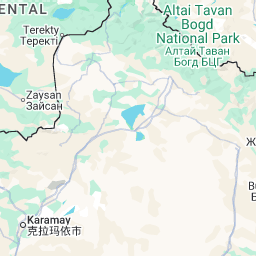 ENTAL
Altai Tavan
Bogd
National Park
Алтай Таван
Богд БЦГ
Terekty
Теректі
Zaysan
Зайсан
Karamay
克拉玛依市